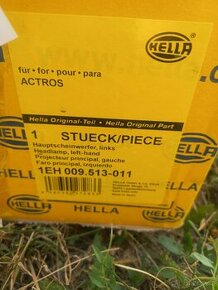 HELLA
für • for • pour • para
ACTROS
Hella Original-Teil • Hella Original Part
1 STUECK/PIECE
Hauptscheinwerfer, links
Headlamp, left-hand
Projecteur principal, gauche
Faro principal, izquierdo
1EH 009.513-011
HELLA
HELLA